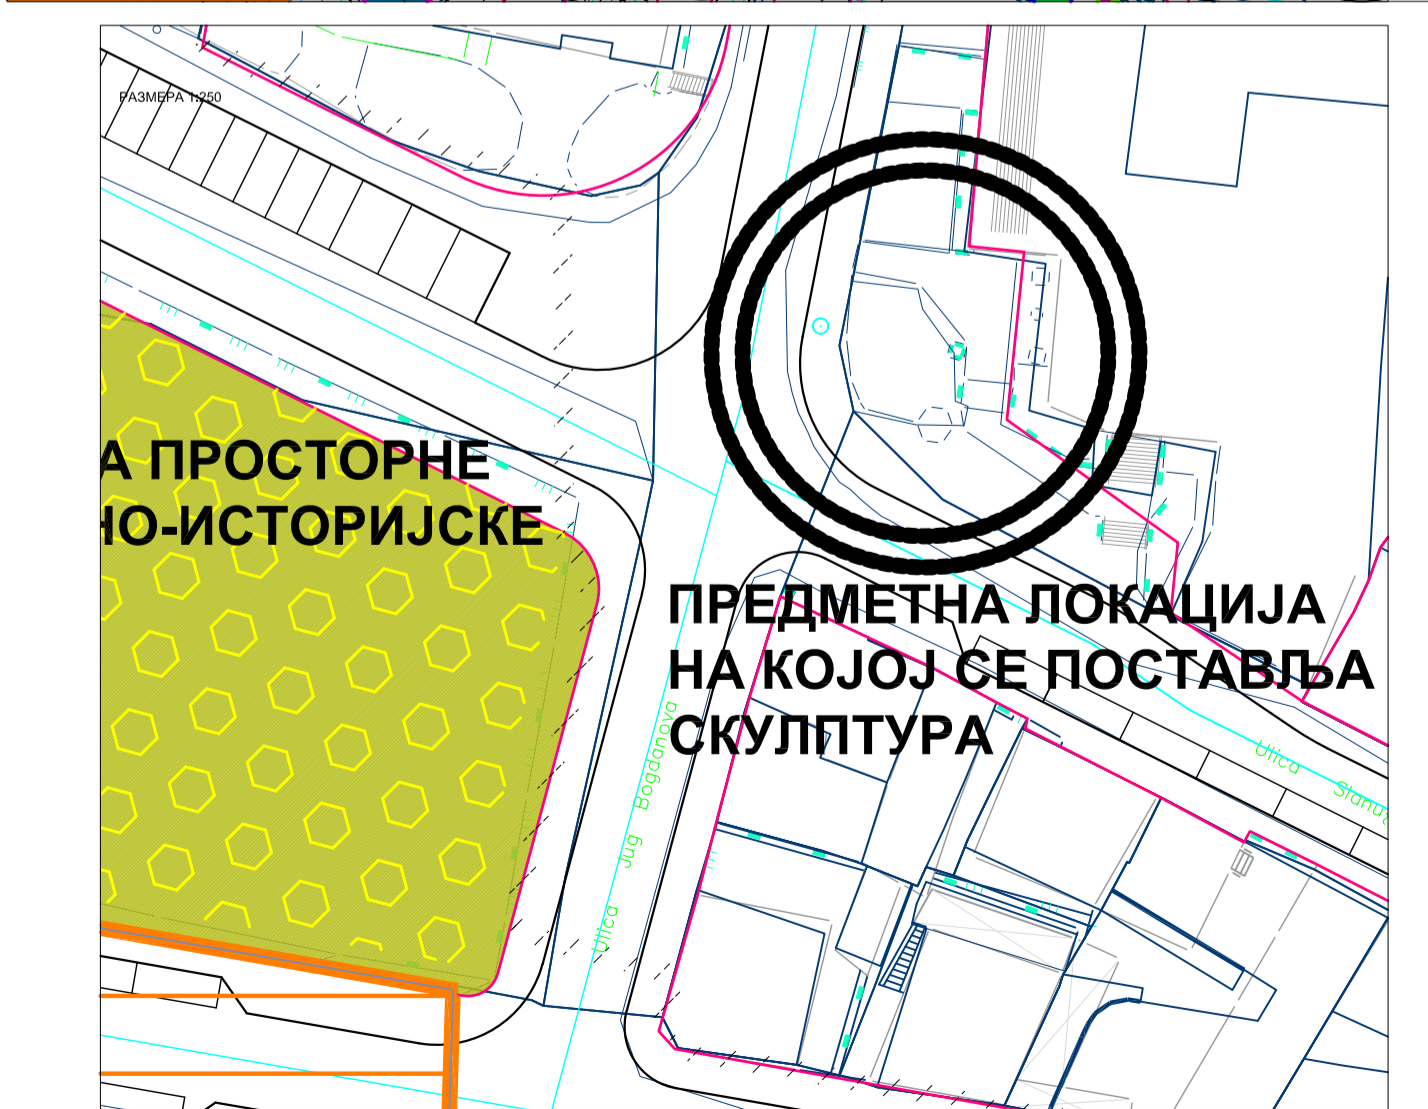 РАЗМЕРА 1:250
А ПРОСТОРНЕ
НО-ИСТОРИЈСКЕ
ПРЕДМЕТНА ЛОКАЦИЈА
НА КОЈОЈ СЕ ПОСТАВЉА
СКУЛПТУРА
Ulica Jug Bogdanova
Ulica